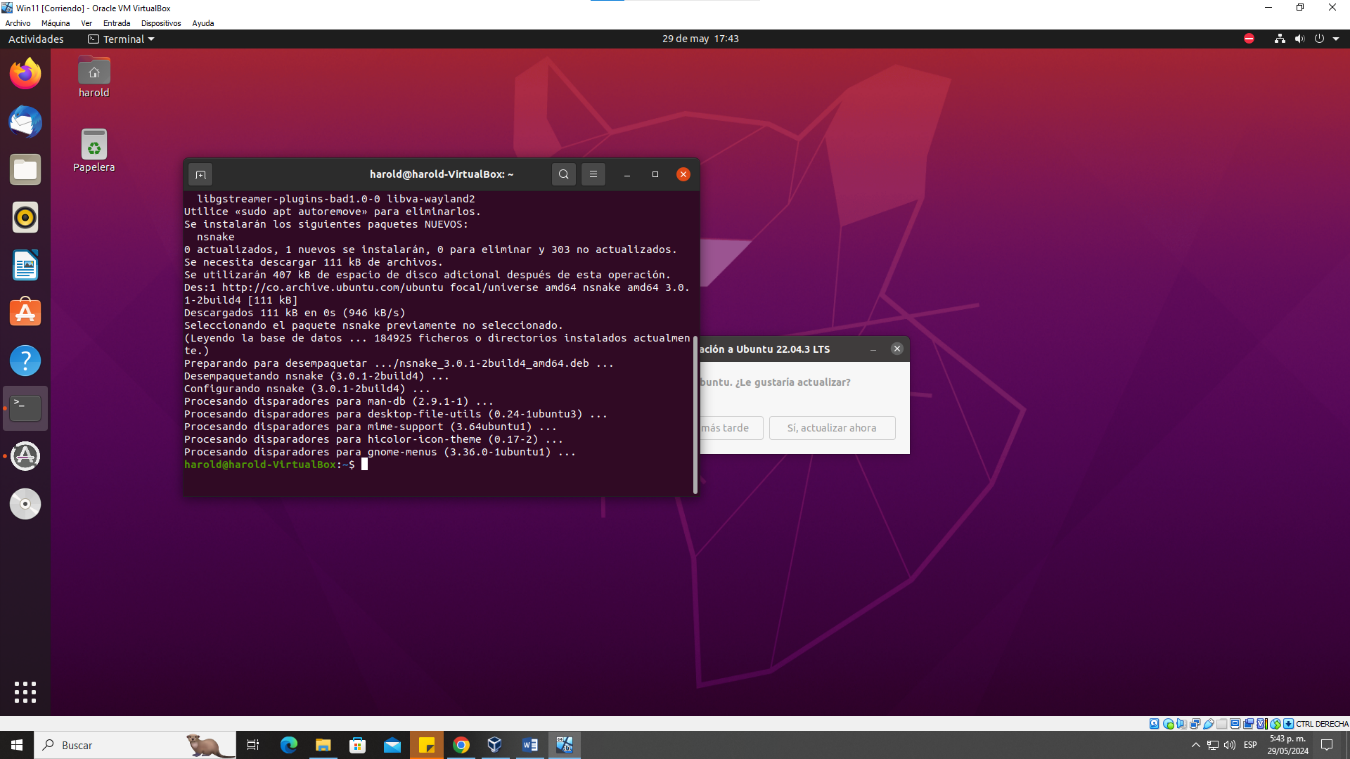 Win11 [Corriendo] - Oracle VM VirtualBox
Archivo Máquina Ver Entrada Dispositivos Ayuda
Actividades Terminal 29 de may 17:43
harold
Papelera
harold@harold-VirtualBox: ~
libgstreamer-plugins-bad1.0-0 libva-wayland2
Utilice «sudo apt autoremove» para eliminarlos.
Se instalarán los siguientes paquetes NUEVOS:
nsnake
0 actualizados, 1 nuevos se instalarán, 0 para eliminar y 303 no actualizados.
Se necesita descargar 111 kB de archivos.
Se utilizarán 407 kB de espacio de disco adicional después de esta operación.
Des:1 http://co.archive.ubuntu.com/ubuntu focal/universe amd64 nsnake amd64 3.0.
1-2build4 [111 kB]
Descargados 111 kB en 0s (946 kB/s)
Seleccionando el paquete nsnake previamente no seleccionado.
(Leyendo la base de datos ... 184925 ficheros o directorios instalados actualmen
te.)
Preparando para desempaquetar .../nsnake_3.0.1-2build4_amd64.deb ...
Desempaquetando nsnake (3.0.1-2build4) ...
Configurando nsnake (3.0.1-2build4) ...
Procesando disparadores para man-db (2.9.1-1) ...
Procesando disparadores para desktop-file-utils (0.24-1ubuntu3) ...
Procesando disparadores para mime-support (3.64ubuntu1) ...
Procesando disparadores para hicolor-icon-theme (0.17-2) ...
Procesando disparadores para gnome-menus (3.36.0-1ubuntu1) ...
harold@harold-VirtualBox:~$
ación a Ubuntu 22.04.3 LTS
buntu. ¿Le gustaría actualizar?
más tarde Sí, actualizar ahora
CTRL DERECHA
Buscar
ESP
5:43 p. m.
29/05/2024